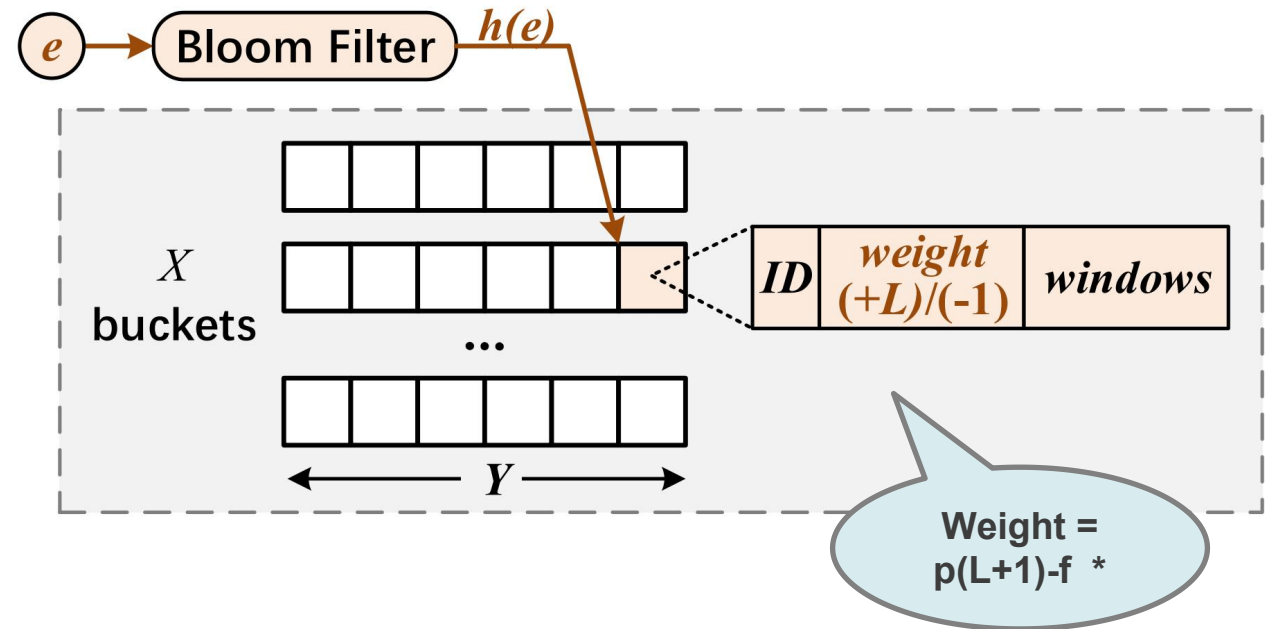 e
Bloom Filter
h(e)
X
buckets
...
Y
ID
weight
(+L)/(-1)
windows
Weight =
p(L+1)-f *